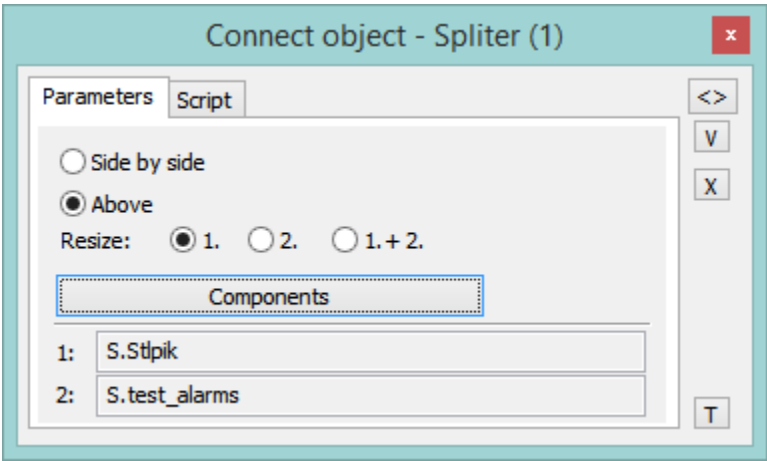 Connect object - Spliter (1)
x
Parameters Script
<>
V
X
Side by side
Above
Resize: 1. 2. 1. + 2.
Components
1: S.Stlpik
2: S.test_alarms
T